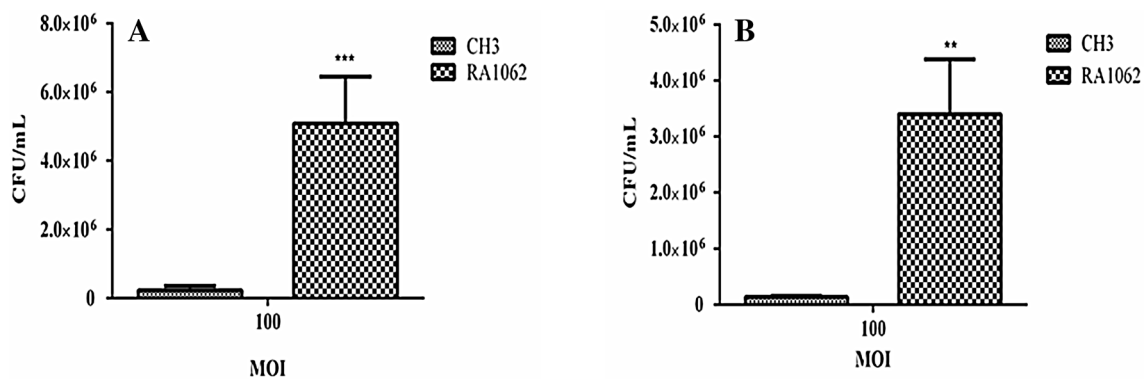 A
CH3
RA1062
***
8.0×10⁶
6.0×10⁶
4.0×10⁶
2.0×10⁶
0
CFU/mL
100
MOI
B
CH3
RA1062
**
5.0×10⁶
4.0×10⁶
3.0×10⁶
2.0×10⁶
1.0×10⁶
0
CFU/mL
100
MOI